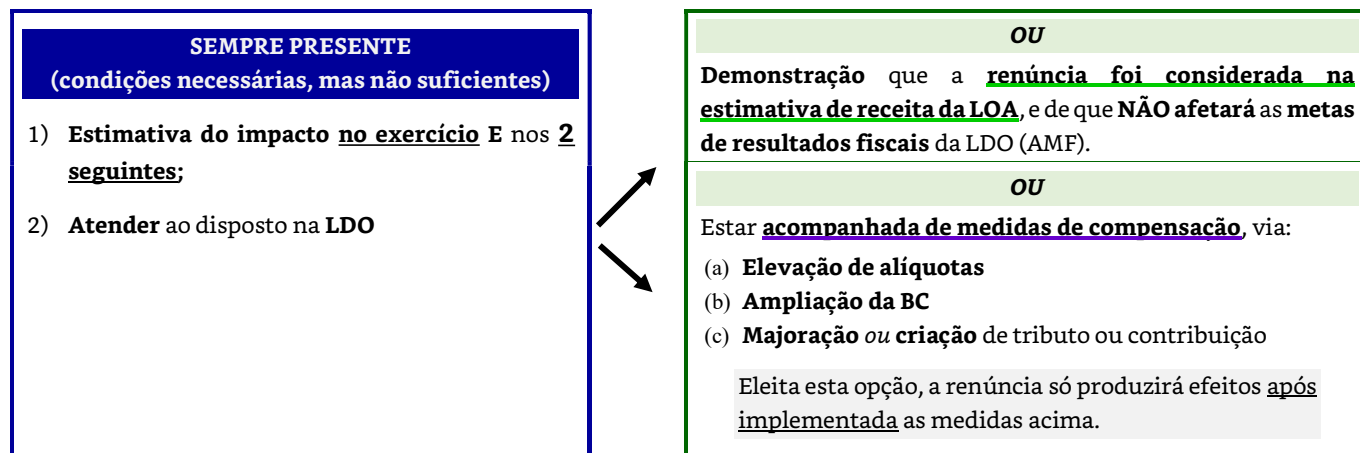 SEMPRE PRESENTE
(condições necessárias, mas não suficientes)
1) Estimativa do impacto no exercício E nos 2
seguintes;
2) Atender ao disposto na LDO
OU
Demonstração que a renúncia foi considerada na
estimativa de receita da LOA, e de que NÃO afetará as metas
de resultados fiscais da LDO (AMF).
OU
Estar acompanhada de medidas de compensação, via:
(a) Elevação de alíquotas
(b) Ampliação da BC
(c) Majoração ou criação de tributo ou contribuição
Eleita esta opção, a renúncia só produzirá efeitos após
implementada as medidas acima.